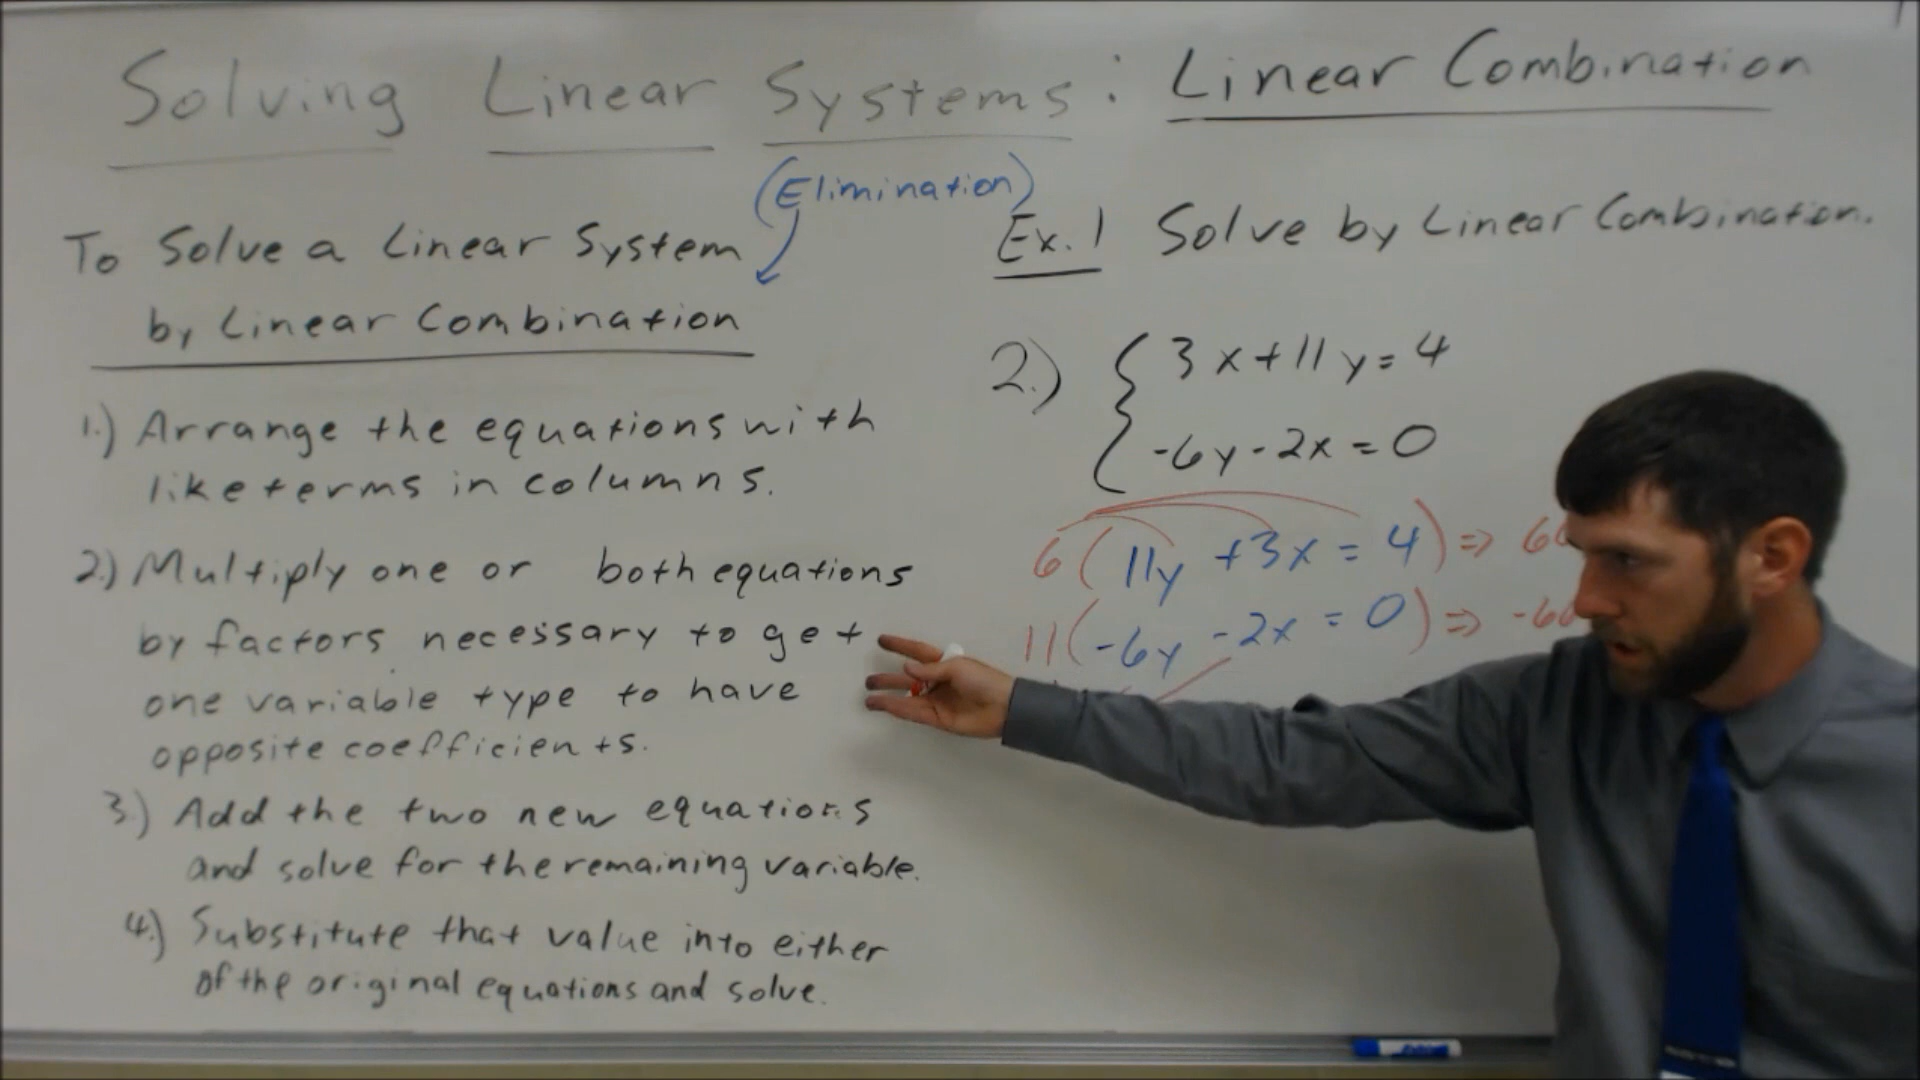 Solving Linear Systems: Linear Combination
(Elimination)
To Solve a Linear System
by Linear Combination
1.) Arrange the equations with
like terms in columns.
2.) Multiply one or both equations
by factors necessary to get
one variable type to have
opposite coefficients.
3.) Add the two new equations
and solve for the remaining variable.
4.) Substitute that value into either
of the original equations and solve.
Ex. 1 Solve by Linear Combination.
2.) { 3x+11y=4
-6y-2x=0
6(11y+3x=4)⇒ 66
11(-6y-2x=0)⇒ -66